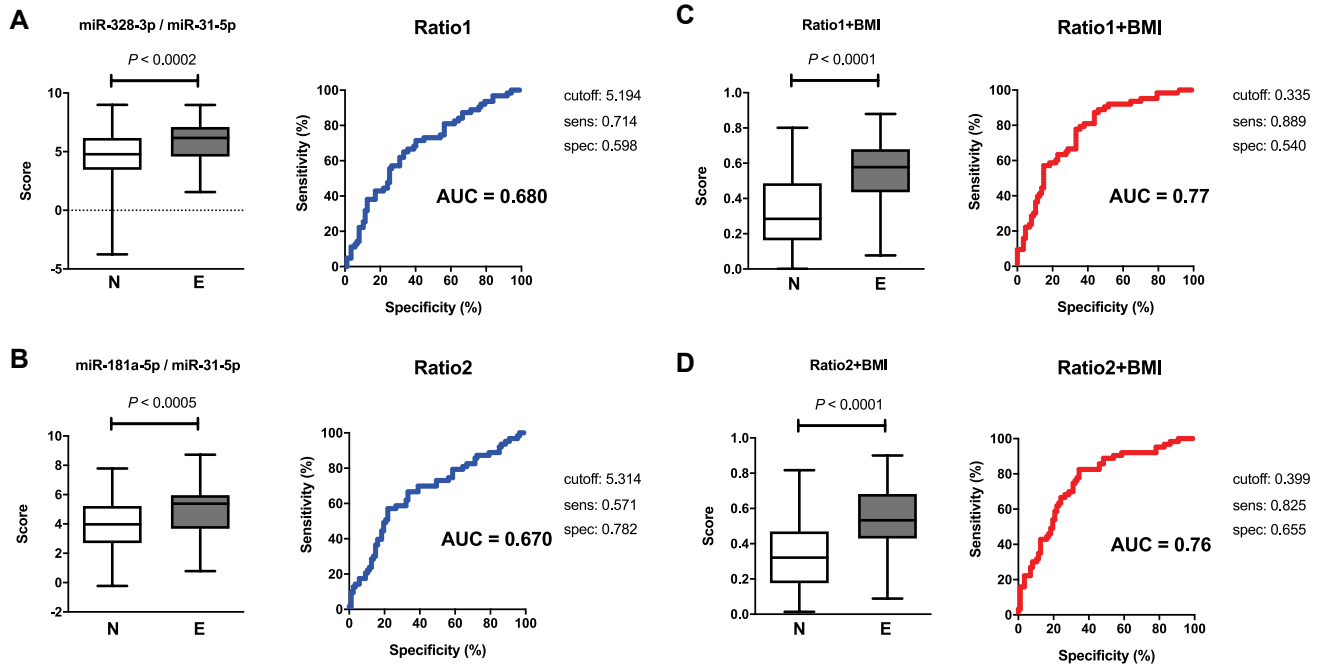 A
miR-328-3p / miR-31-5p
P < 0.0002
Score
10
5
0
-5
N
E
Ratio1
Sensitivity (%)
100
80
60
40
20
0
0 20 40 60 80 100
Specificity (%)
AUC = 0.680
cutoff: 5.194
sens: 0.714
spec: 0.598
C
Ratio1+BMI
P < 0.0001
Score
1.0
0.8
0.6
0.4
0.2
0.0
N
E
Ratio1+BMI
Sensitivity (%)
100
80
60
40
20
0
0 20 40 60 80 100
Specificity (%)
AUC = 0.77
cutoff: 0.335
sens: 0.889
spec: 0.540
B
miR-181a-5p / miR-31-5p
P < 0.0005
Score
10
8
6
4
2
0
-2
N
E
Ratio2
Sensitivity (%)
100
80
60
40
20
0
0 20 40 60 80 100
Specificity (%)
AUC = 0.670
cutoff: 5.314
sens: 0.571
spec: 0.782
D
Ratio2+BMI
P < 0.0001
Score
1.0
0.8
0.6
0.4
0.2
0.0
N
E
Ratio2+BMI
Sensitivity (%)
100
80
60
40
20
0
0 20 40 60 80 100
Specificity (%)
AUC = 0.76
cutoff: 0.399
sens: 0.825
spec: 0.655